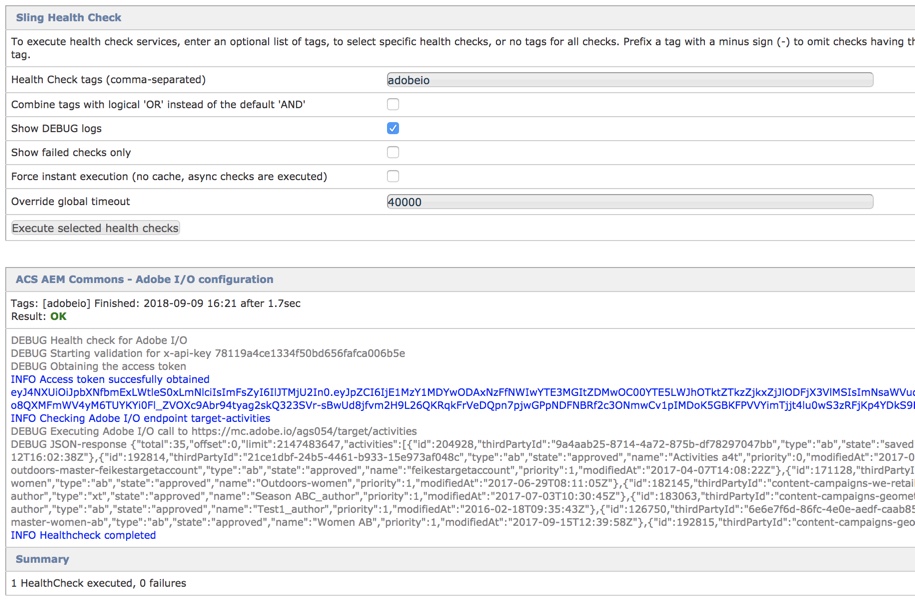 Sling Health Check
To execute health check services, enter an optional list of tags, to select specific health checks, or no tags for all checks. Prefix a tag with a minus sign (-) to omit checks having th
tag.
Health Check tags (comma-separated) adobeio
Combine tags with logical 'OR' instead of the default 'AND'
Show DEBUG logs
Show failed checks only
Force instant execution (no cache, async checks are executed)
Override global timeout 40000
Execute selected health checks
ACS AEM Commons - Adobe I/O configuration
Tags: [adobeio] Finished: 2018-09-09 16:21 after 1.7sec
Result: OK
DEBUG Health check for Adobe I/O
DEBUG Starting validation for x-api-key 78119a4ce1334f50bd656fafca006b5e
DEBUG Obtaining the access token
INFO Access token succesfully obtained
INFO Checking Adobe I/O endpoint target-activities
DEBUG Executing Adobe I/O call to https://mc.adobe.io/ags054/target/activities
DEBUG JSON-response {"total":35,"offset":0,"limit":2147483647,"activities":[{"id":204928,"thirdPartyId":"9a4aab25-8714-4a72-875b-df78297047bb","type":"ab","state":"saved
12T16:02:38Z"},{"id":192814,"thirdPartyId":"21ce1dbf-24b5-4461-b933-15e973af048c","type":"ab","state":"approved","name":"Activities a4t","priority":0,"modifiedAt":"2017-0
outdoors-master-feikestargetaccount","type":"ab","state":"approved","name":"feikestargetaccount","priority":1,"modifiedAt":"2017-04-07T14:08:22Z"},{"id":171128,"thirdPartyI
women","type":"ab","state":"approved","name":"Outdoors-women","priority":1,"modifiedAt":"2017-06-29T08:11:05Z"},{"id":182145,"thirdPartyId":"content-campaigns-we-retai
author","type":"xt","state":"approved","name":"Season ABC_author","priority":1,"modifiedAt":"2017-07-03T10:30:45Z"},{"id":183063,"thirdPartyId":"content-campaigns-geome
author","type":"ab","state":"approved","name":"Test1_author","priority":1,"modifiedAt":"2016-02-18T09:35:43Z"},{"id":126750,"thirdPartyId":"6e6e7f6d-86fc-4e0e-aedf-caab85
master-women-ab","type":"ab","state":"approved","name":"Women AB","priority":1,"modifiedAt":"2017-09-15T12:39:58Z"},{"id":192815,"thirdPartyId":"content-campaigns-geo
INFO Healthcheck completed
Summary
1 HealthCheck executed, 0 failures